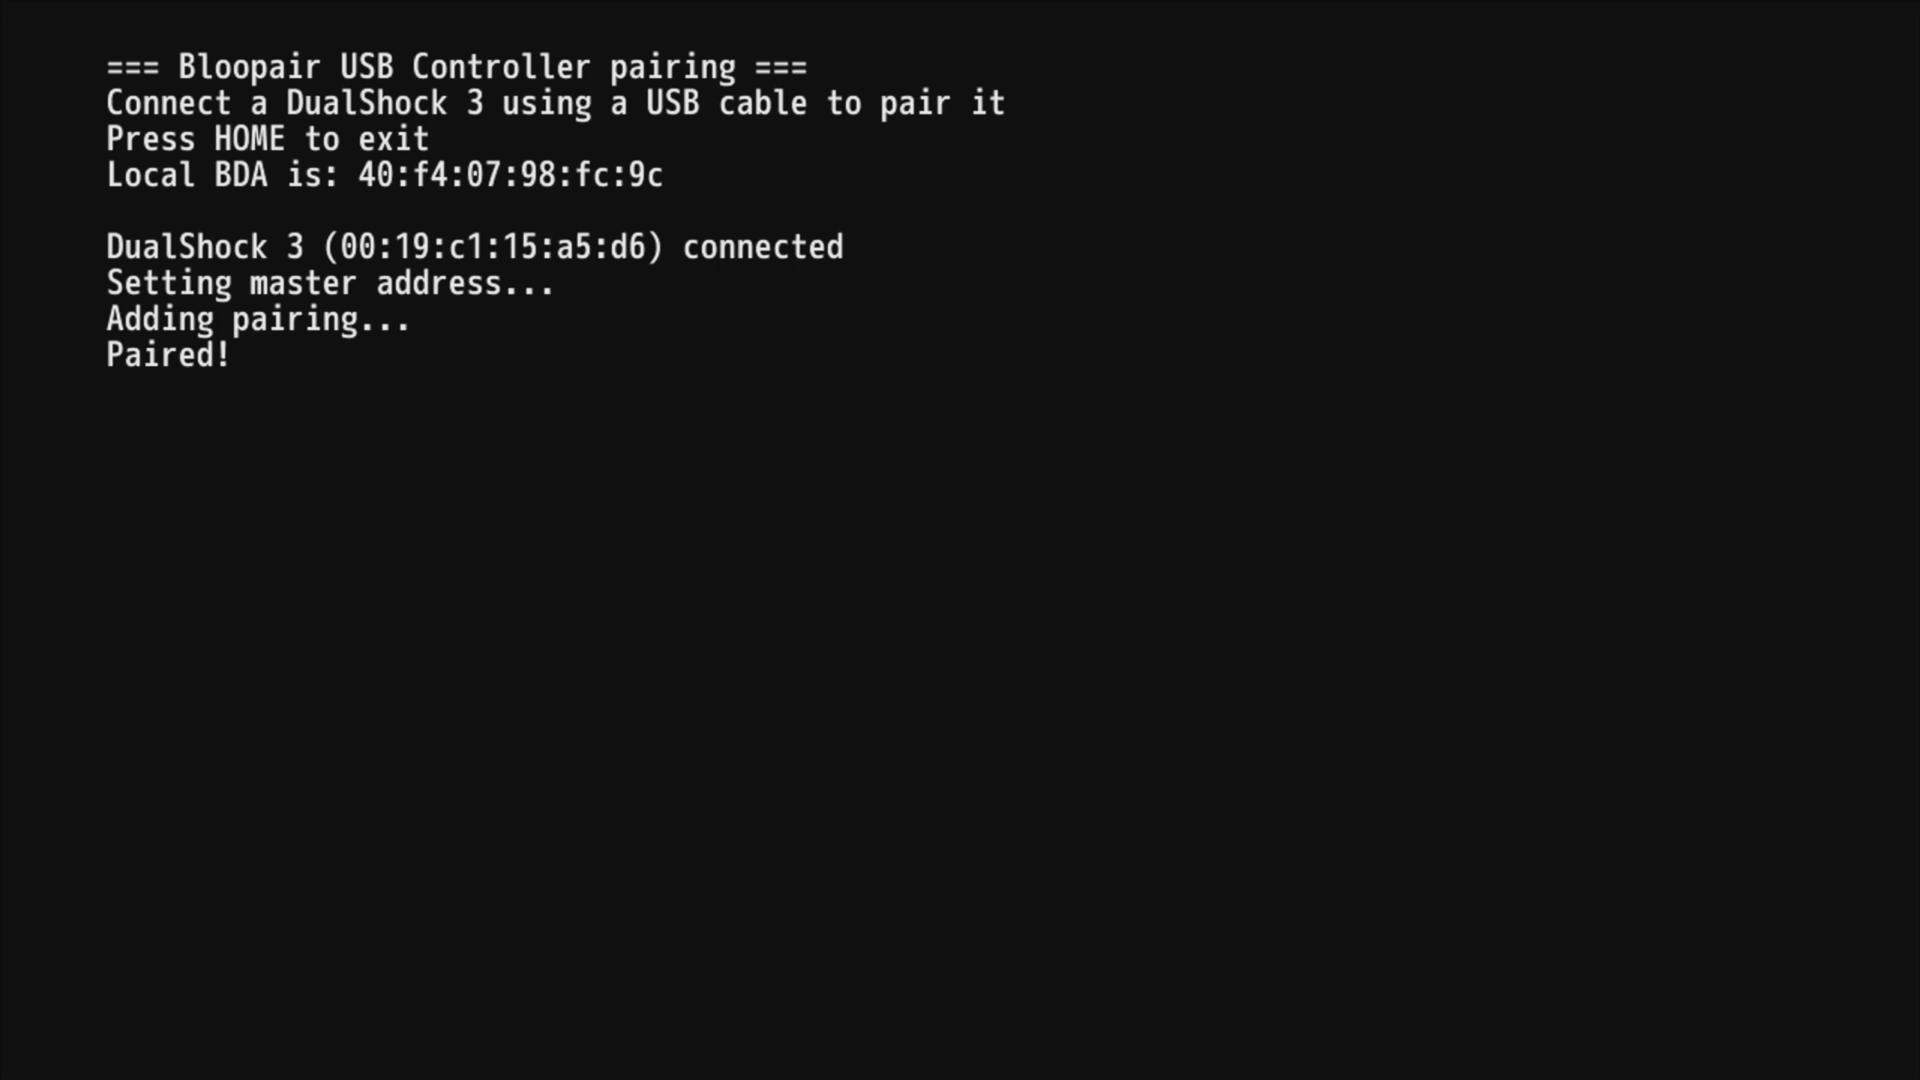 === Bloopair USB Controller pairing ===
Connect a DualShock 3 using a USB cable to pair it
Press HOME to exit
Local BDA is: 40:f4:07:98:fc:9c
DualShock 3 (00:19:c1:15:a5:d6) connected
Setting master address...
Adding pairing...
Paired!